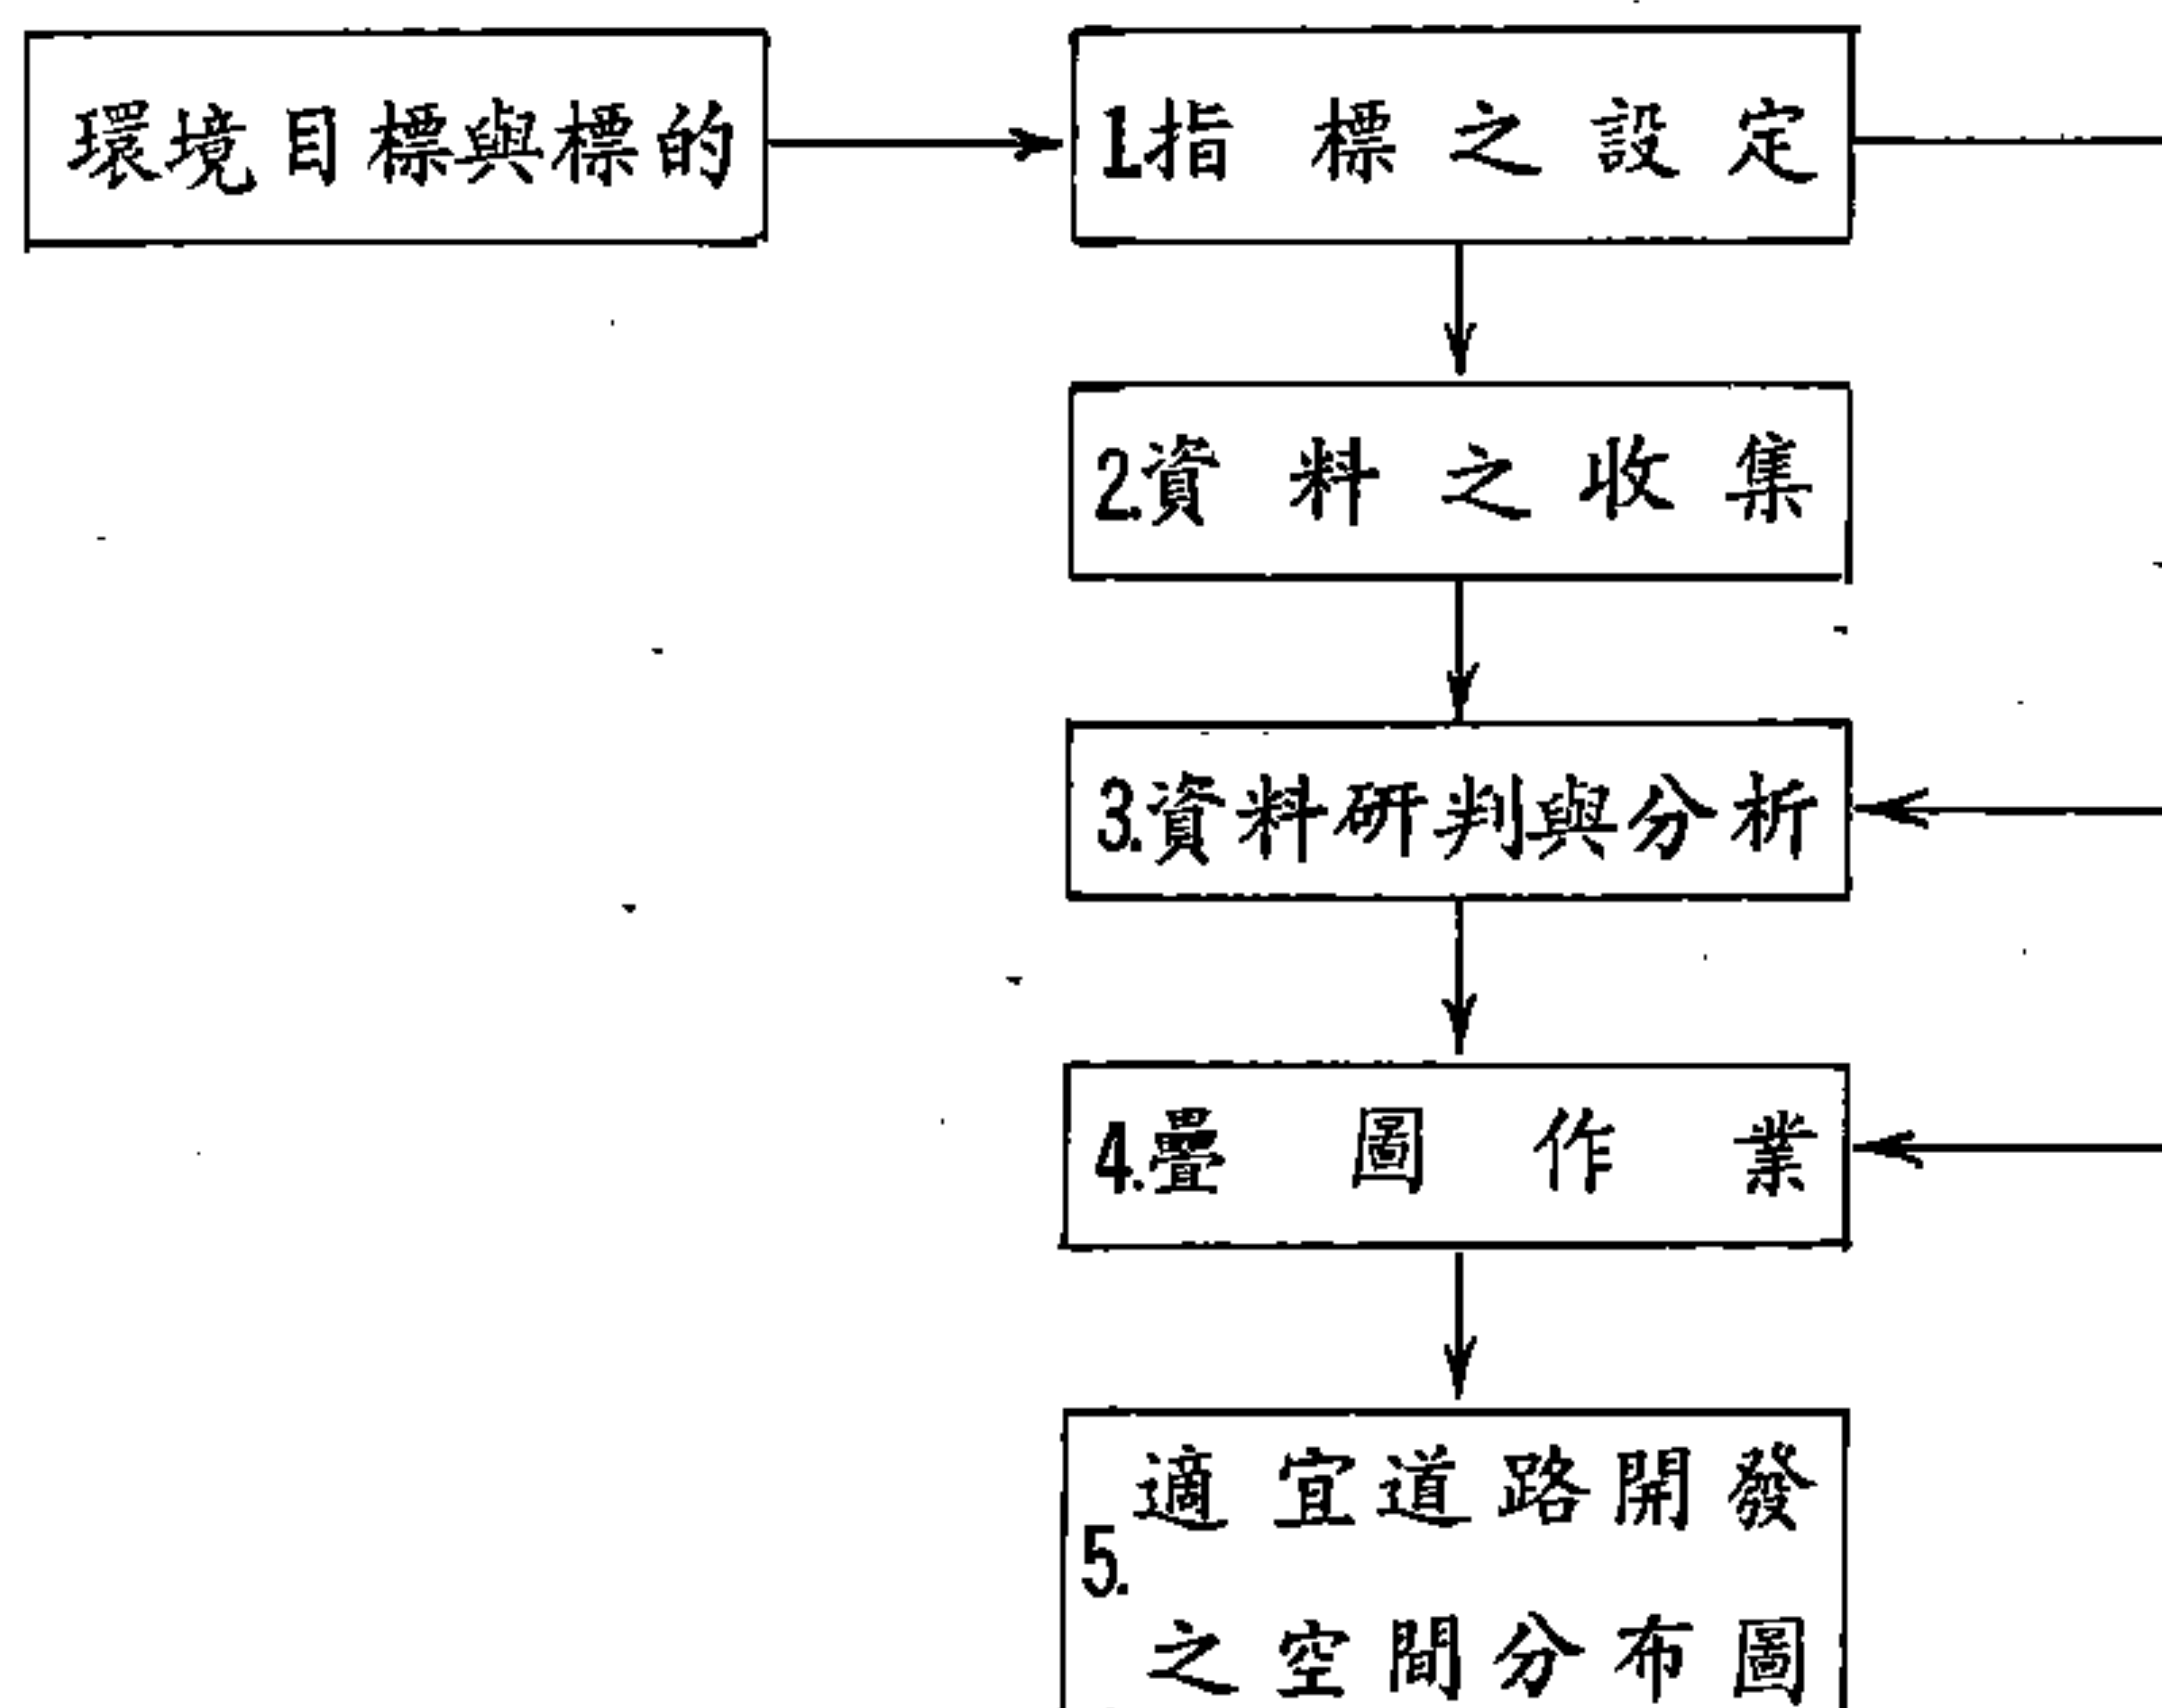 環境目標與標的
1.指標之設定
2.資料之收集
3.資料研判與分析
4.疊圖作業
5.
適宜道路開發
之空間分布圖